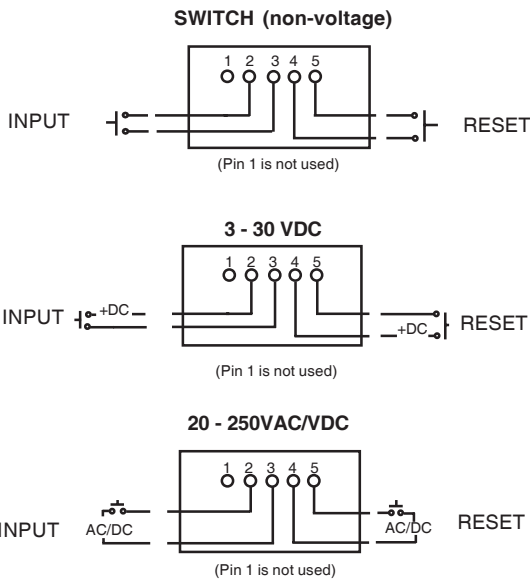 SWITCH (non-voltage)
1 2 3 4 5
INPUT
RESET
(Pin 1 is not used)
3 - 30 VDC
1 2 3 4 5
INPUT
+DC
+DC
RESET
(Pin 1 is not used)
20 - 250VAC/VDC
1 2 3 4 5
INPUT
AC/DC
AC/DC
RESET
(Pin 1 is not used)